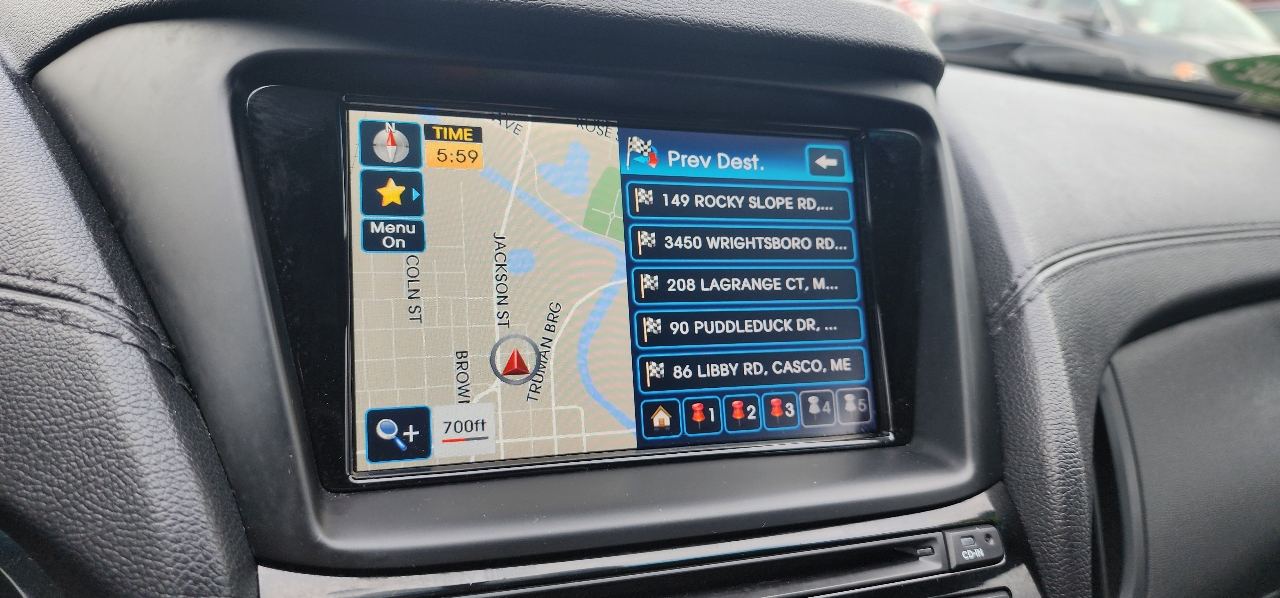 N
TIME
5:59
Menu
On
AVE
ROSE
COLN ST
JACKSON ST
BROWN
TRUMAN BRG
700ft
Prev Dest.
149 ROCKY SLOPE RD,...
3450 WRIGHTSBORO RD...
208 LAGRANGE CT, M...
90 PUDDLEDUCK DR, ...
86 LIBBY RD, CASCO, ME
1 2 3 4 5
CD-IN